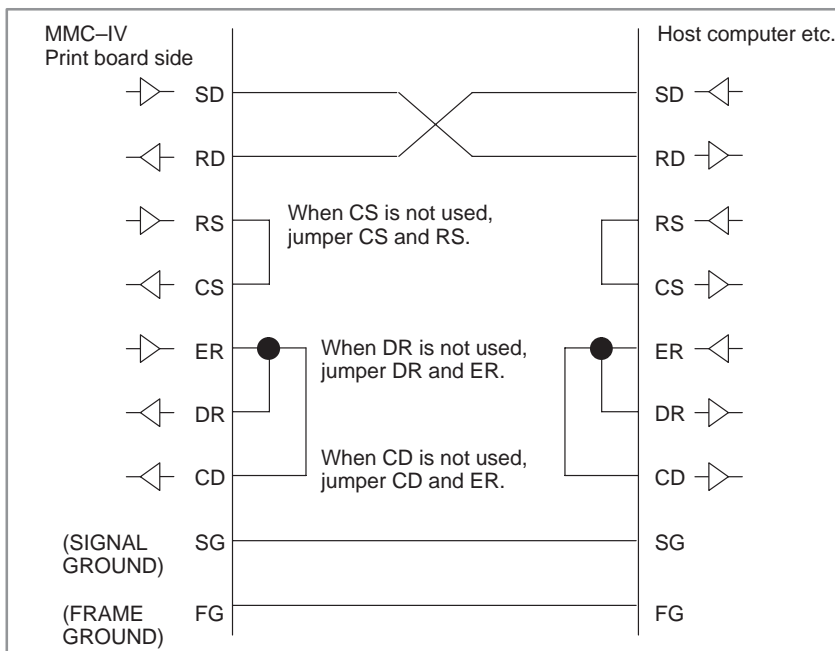 MMC–IV
Print board side
Host computer etc.
SD
SD
RD
RD
RS
When CS is not used,
jumper CS and RS.
RS
CS
CS
ER
When DR is not used,
jumper DR and ER.
ER
DR
DR
CD
When CD is not used,
jumper CD and ER.
CD
(SIGNAL
GROUND)
SG
SG
(FRAME
GROUND)
FG
FG